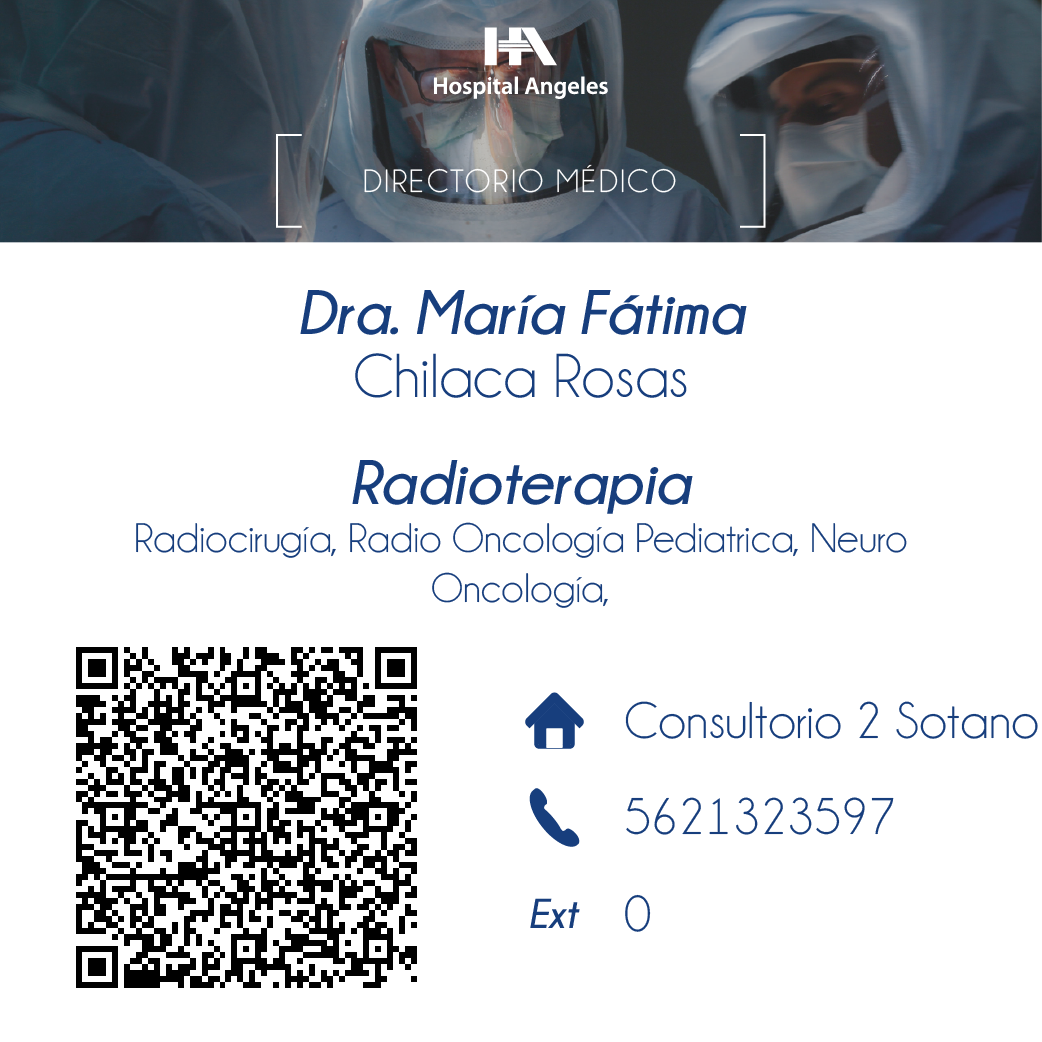 HA
Hospital Angeles
DIRECTORIO MÉDICO
Dra. María Fátima
Chilaca Rosas
Radioterapia
Radiocirugía, Radio Oncología Pediatrica, Neuro
Oncología,
Consultorio 2 Sotano
5621323597
Ext 0